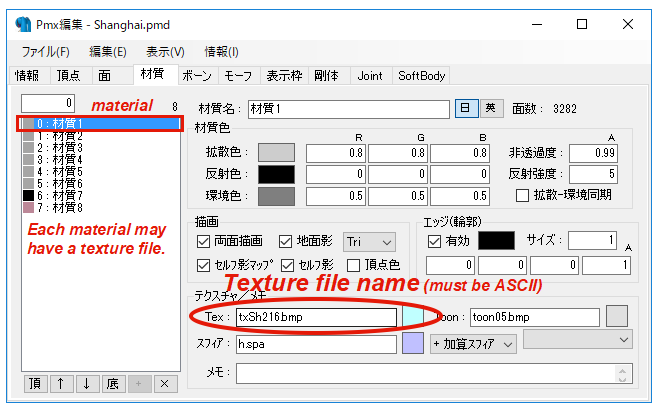 Pmx編集 - Shanghai.pmd
ファイル(F) 編集(E) 表示(V) 情報(I)
情報 頂点 面 材質 ボーン モーフ 表示枠 剛体 Joint SoftBody
0 material 8
0 : 材質1
1 : 材質2
2 : 材質3
3 : 材質4
4 : 材質5
5 : 材質6
6 : 材質7
7 : 材質8
Each material may
have a texture file.
頂 ↑ ↓ 底 + ×
材質名 : 材質1 日 英 面数 : 3282
材質色
R G B A
拡散色 : 0.8 0.8 0.8 非透過度 : 0.99
反射色 : 0 0 0 反射強度 : 5
環境色 : 0.5 0.5 0.5 拡散-環境同期
描画
両面描画 地面影 Tri
セルフ影マップ セルフ影 頂点色
エッジ(輪郭)
有効 サイズ : 1 A
0 0 0 1
Texture file name (must be ASCII)
テクスチャ/メモ
Tex : txSh216.bmp Toon : toon05.bmp
スフィア : h.spa + 加算スフィア
メモ :